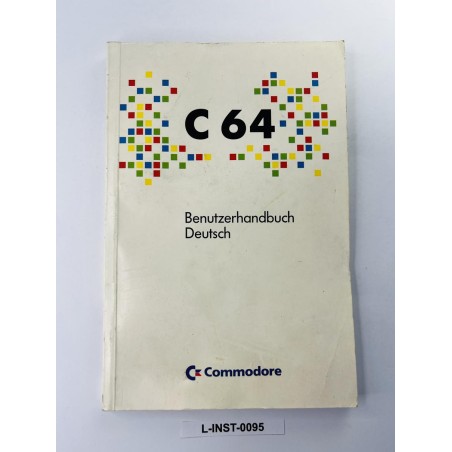 C 64
Benutzerhandbuch
Deutsch
Commodore
L-INST-0095